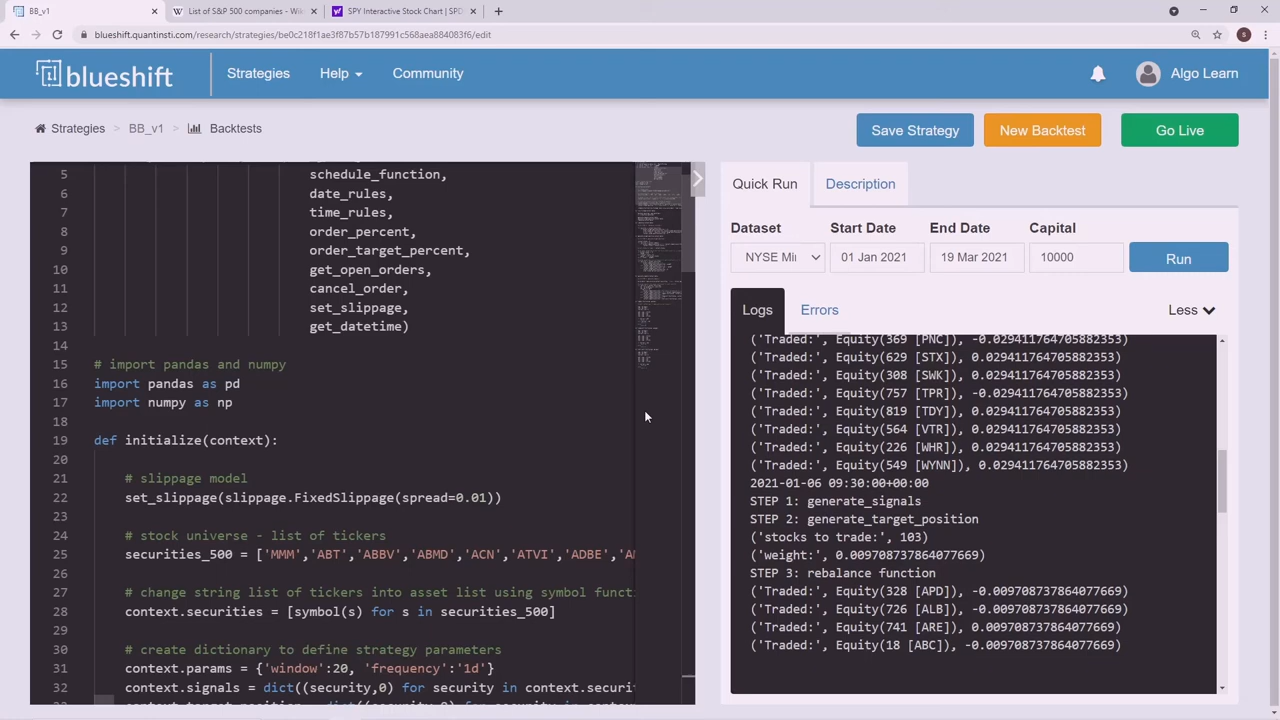 BB_v1
List of S&P 500 companies - Wik
SPY Interactive Stock Chart | SPD
blueshift.quantinsti.com/research/strategies/be0c218f1ae3f87b57b187991c568aea884083f6/edit
blueshift
Strategies
Help
Community
Algo Learn
Strategies > BB_v1 > Backtests
Save Strategy
New Backtest
Go Live
5 schedule_function,
6 date_rules,
7 time_rules,
8 order_percent,
9 order_target_percent,
10 get_open_orders,
11 cancel_order,
12 set_slippage,
13 get_datetime)
14
15 # import pandas and numpy
16 import pandas as pd
17 import numpy as np
18
19 def initialize(context):
20
21 # slippage model
22 set_slippage(slippage.FixedSlippage(spread=0.01))
23
24 # stock universe - list of tickers
25 securities_500 = ['MMM','ABT','ABBV','ABMD','ACN','ATVI','ADBE','AM
26
27 # change string list of tickers into asset list using symbol functi
28 context.securities = [symbol(s) for s in securities_500]
29
30 # create dictionary to define strategy parameters
31 context.params = {'window':20, 'frequency':'1d'}
32 context.signals = dict((security,0) for security in context.securit
Quick Run
Description
Dataset
Start Date
End Date
Capital
NYSE Mi
01 Jan 2021
19 Mar 2021
10000
Run
Logs
Errors
Less
('Traded:', Equity(369 [PNC]), -0.029411764705882353)
('Traded:', Equity(629 [STX]), 0.029411764705882353)
('Traded:', Equity(308 [SWK]), 0.029411764705882353)
('Traded:', Equity(757 [TPR]), -0.029411764705882353)
('Traded:', Equity(819 [TDY]), 0.029411764705882353)
('Traded:', Equity(564 [VTR]), 0.029411764705882353)
('Traded:', Equity(226 [WHR]), 0.029411764705882353)
('Traded:', Equity(549 [WYNN]), 0.029411764705882353)
2021-01-06 09:30:00+00:00
STEP 1: generate_signals
STEP 2: generate_target_position
('stocks to trade:', 103)
('weight:', 0.009708737864077669)
STEP 3: rebalance function
('Traded:', Equity(328 [APD]), -0.009708737864077669)
('Traded:', Equity(726 [ALB]), -0.009708737864077669)
('Traded:', Equity(741 [ARE]), -0.009708737864077669)
('Traded:', Equity(18 [ABC]), -0.009708737864077669)